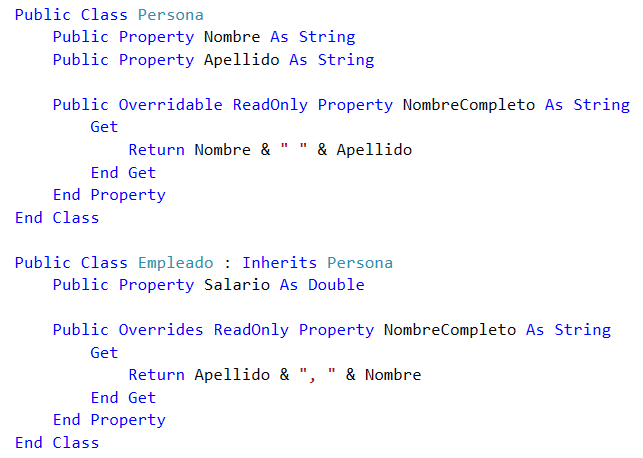 Public Class Persona
    Public Property Nombre As String
    Public Property Apellido As String

    Public Overridable ReadOnly Property NombreCompleto As String
        Get
            Return Nombre & " " & Apellido
        End Get
    End Property
End Class

Public Class Empleado : Inherits Persona
    Public Property Salario As Double

    Public Overrides ReadOnly Property NombreCompleto As String
        Get
            Return Apellido & ", " & Nombre
        End Get
    End Property
End Class